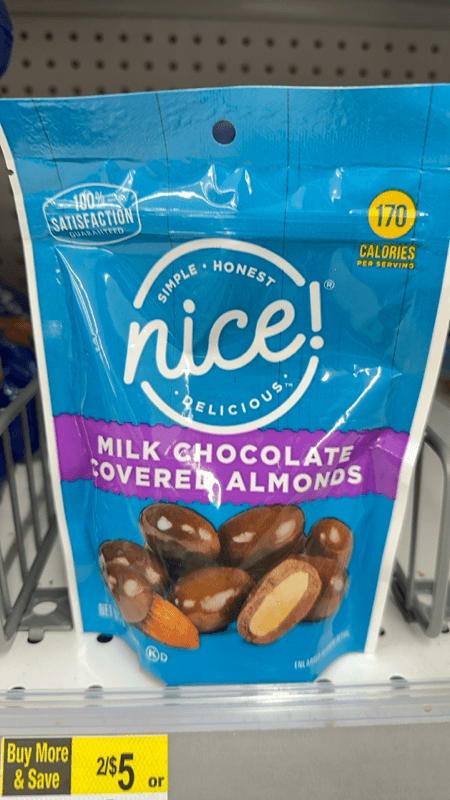 100%
SATISFACTION
GUARANTEED
170
CALORIES
PER SERVING
SIMPLE • HONEST
nice!®
• DELICIOUS. ™
MILK CHOCOLATE
COVERED ALMONDS
K D
Buy More
& Save
2/$5 or